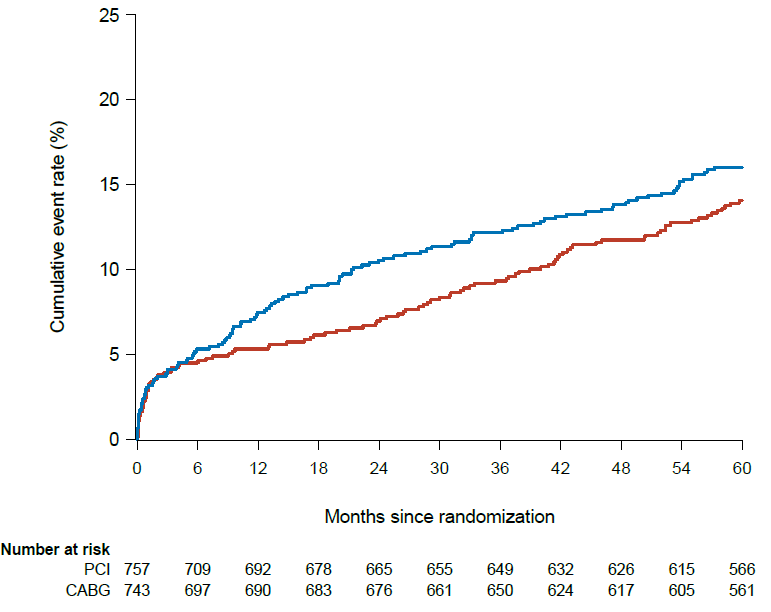 25
20
15
10
5
0
Cumulative event rate (%)
0 6 12 18 24 30 36 42 48 54 60
Months since randomization
Number at risk
PCI 757 709 692 678 665 655 649 632 626 615 566
CABG 743 697 690 683 676 661 650 624 617 605 561